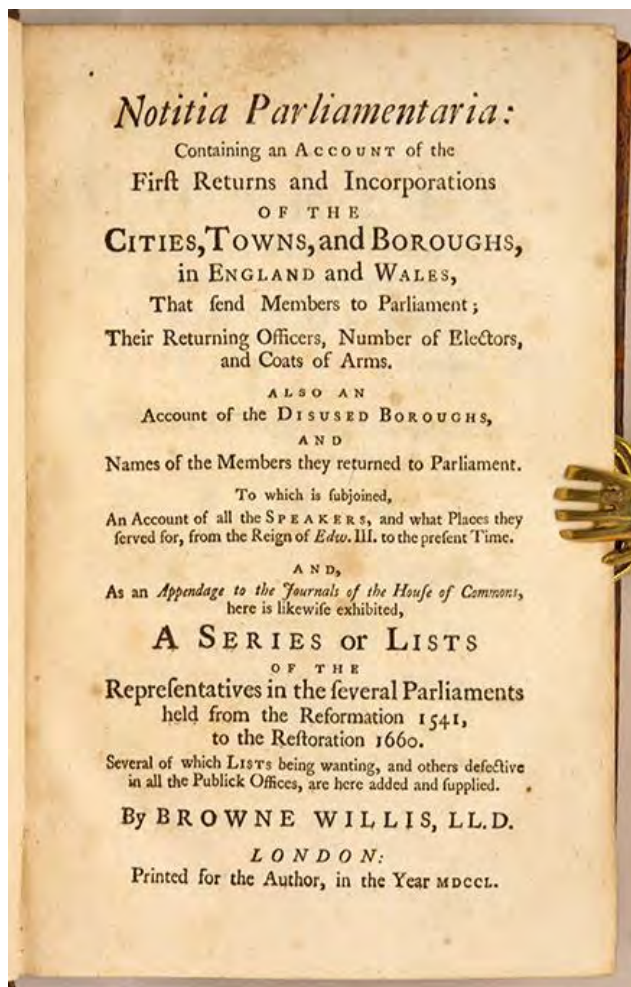 Notitia Parliamentaria:
Containing an ACCOUNT of the
Firſt Returns and Incorporations
OF THE
CITIES, TOWNS, and BOROUGHS,
in ENGLAND and WALES,
That ſend Members to Parliament;
Their Returning Officers, Number of Electors,
and Coats of Arms.
ALSO AN
Account of the DISUSED BOROUGHS,
AND
Names of the Members they returned to Parliament.
To which is ſubjoined,
An Account of all the SPEAKERS, and what Places they
ſerved for, from the Reign of Edw. III. to the preſent Time.
AND,
As an Appendage to the Journals of the Houſe of Commons,
here is likewiſe exhibited,
A SERIES or LISTS
OF THE
Repreſentatives in the ſeveral Parliaments
held from the Reformation 1541,
to the Reſtoration 1660.
Several of which LISTS being wanting, and others defective
in all the Publick Offices, are here added and ſupplied.
By BROWNE WILLIS, LL.D.
LONDON:
Printed for the Author, in the Year MDCCL.